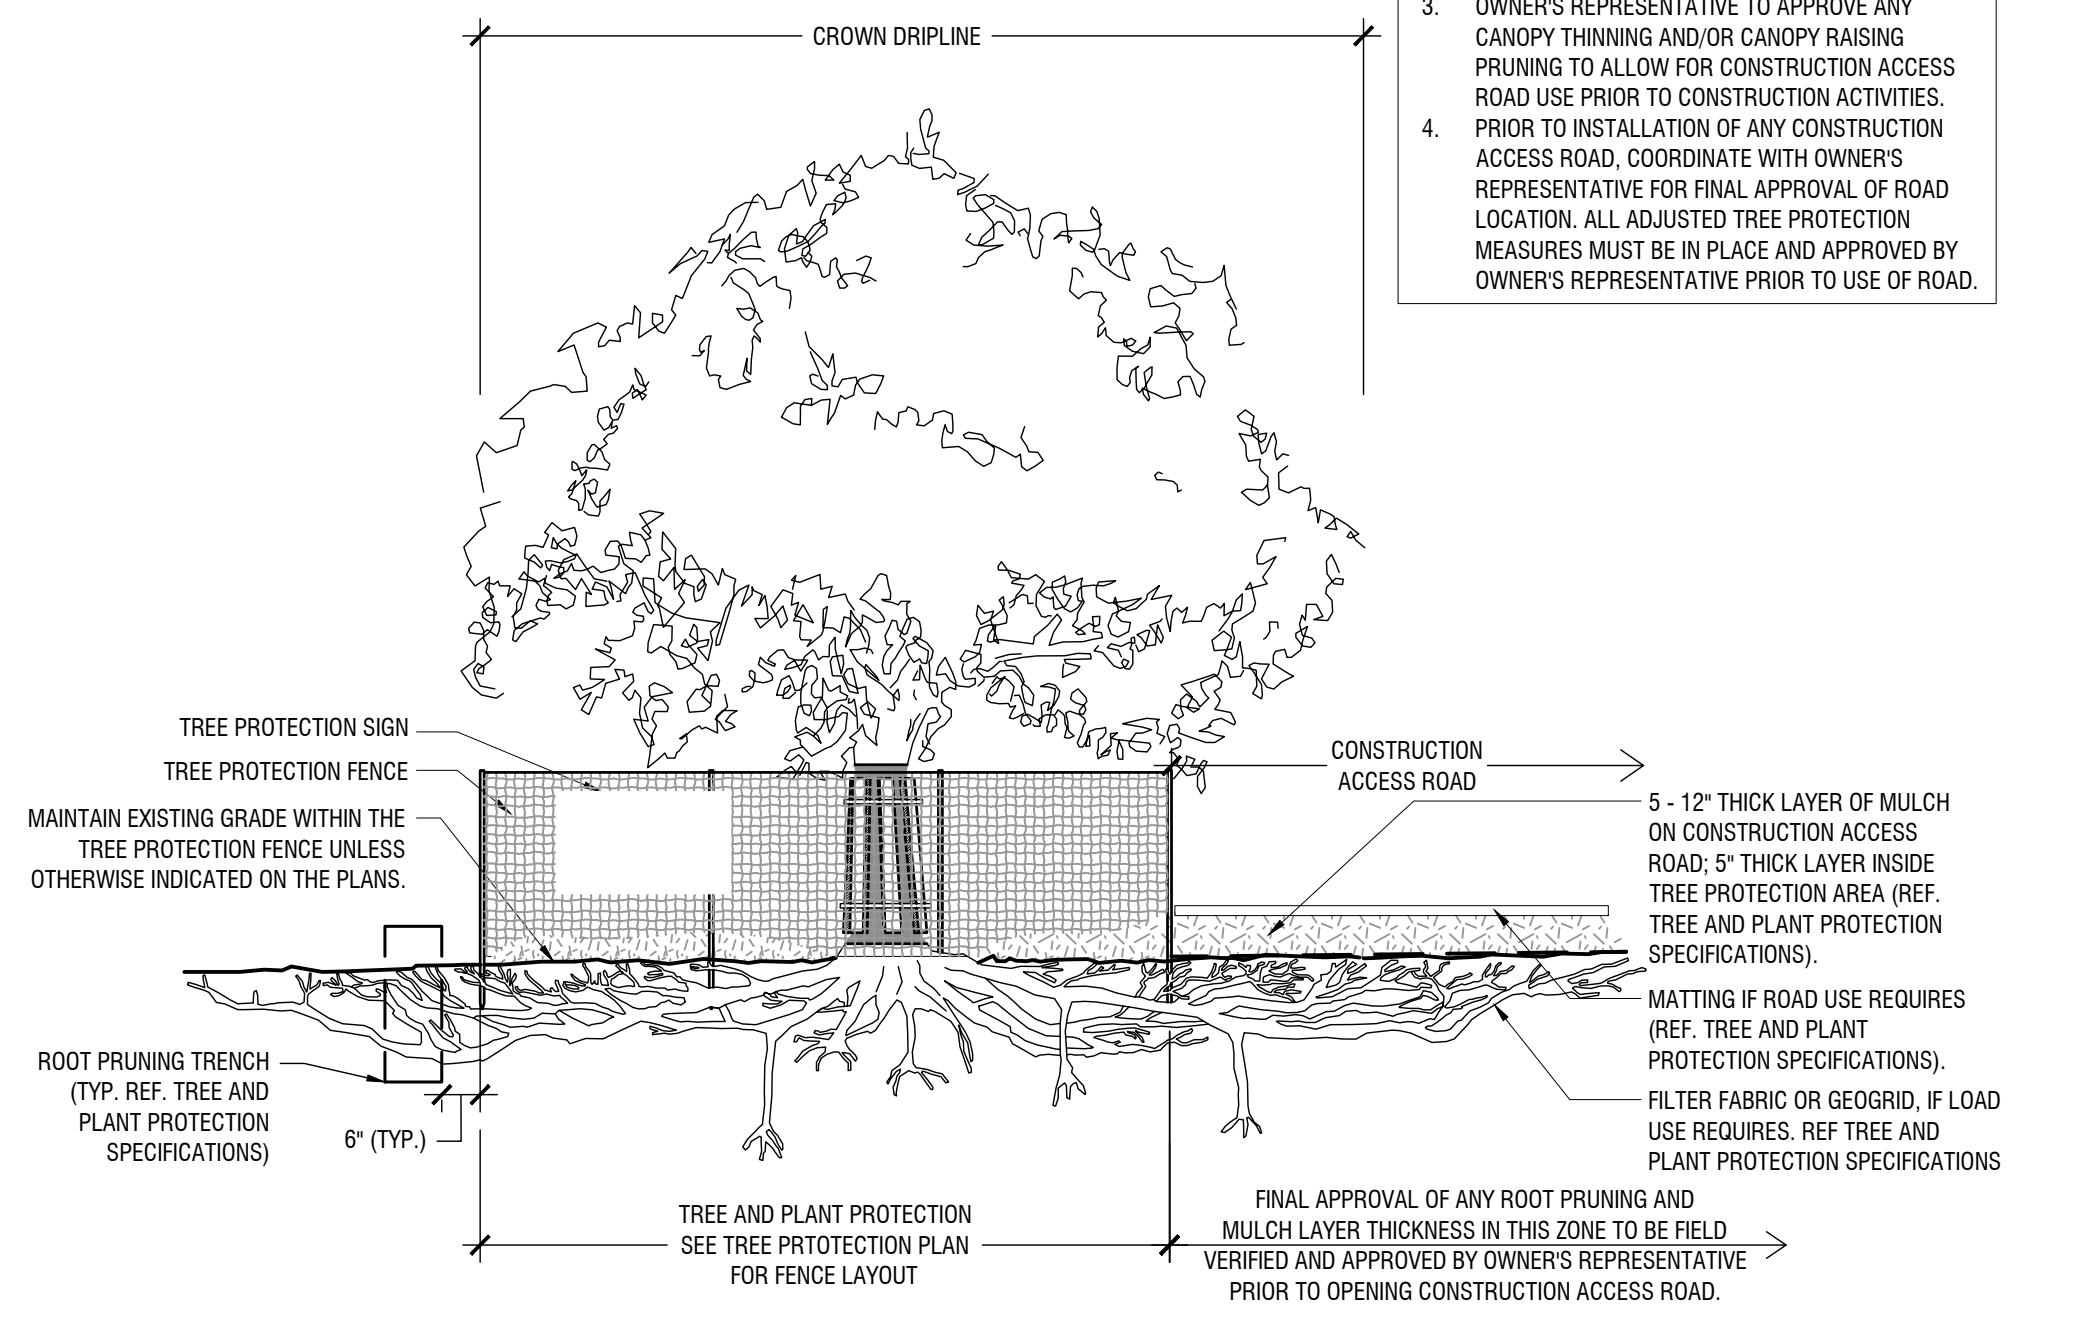 3. OWNER'S REPRESENTATIVE TO APPROVE ANY
CANOPY THINNING AND/OR CANOPY RAISING
PRUNING TO ALLOW FOR CONSTRUCTION ACCESS
ROAD USE PRIOR TO CONSTRUCTION ACTIVITIES.
4. PRIOR TO INSTALLATION OF ANY CONSTRUCTION
ACCESS ROAD, COORDINATE WITH OWNER'S
REPRESENTATIVE FOR FINAL APPROVAL OF ROAD
LOCATION. ALL ADJUSTED TREE PROTECTION
MEASURES MUST BE IN PLACE AND APPROVED BY
OWNER'S REPRESENTATIVE PRIOR TO USE OF ROAD.
CROWN DRIPLINE
TREE PROTECTION SIGN
TREE PROTECTION FENCE
MAINTAIN EXISTING GRADE WITHIN THE
TREE PROTECTION FENCE UNLESS
OTHERWISE INDICATED ON THE PLANS.
ROOT PRUNING TRENCH
(TYP. REF. TREE AND
PLANT PROTECTION
SPECIFICATIONS)
6" (TYP.)
CONSTRUCTION
ACCESS ROAD
5 - 12" THICK LAYER OF MULCH
ON CONSTRUCTION ACCESS
ROAD; 5" THICK LAYER INSIDE
TREE PROTECTION AREA (REF.
TREE AND PLANT PROTECTION
SPECIFICATIONS).
MATTING IF ROAD USE REQUIRES
(REF. TREE AND PLANT
PROTECTION SPECIFICATIONS).
FILTER FABRIC OR GEOGRID, IF LOAD
USE REQUIRES. REF TREE AND
PLANT PROTECTION SPECIFICATIONS
TREE AND PLANT PROTECTION
SEE TREE PRTOTECTION PLAN
FOR FENCE LAYOUT
FINAL APPROVAL OF ANY ROOT PRUNING AND
MULCH LAYER THICKNESS IN THIS ZONE TO BE FIELD
VERIFIED AND APPROVED BY OWNER'S REPRESENTATIVE
PRIOR TO OPENING CONSTRUCTION ACCESS ROAD.